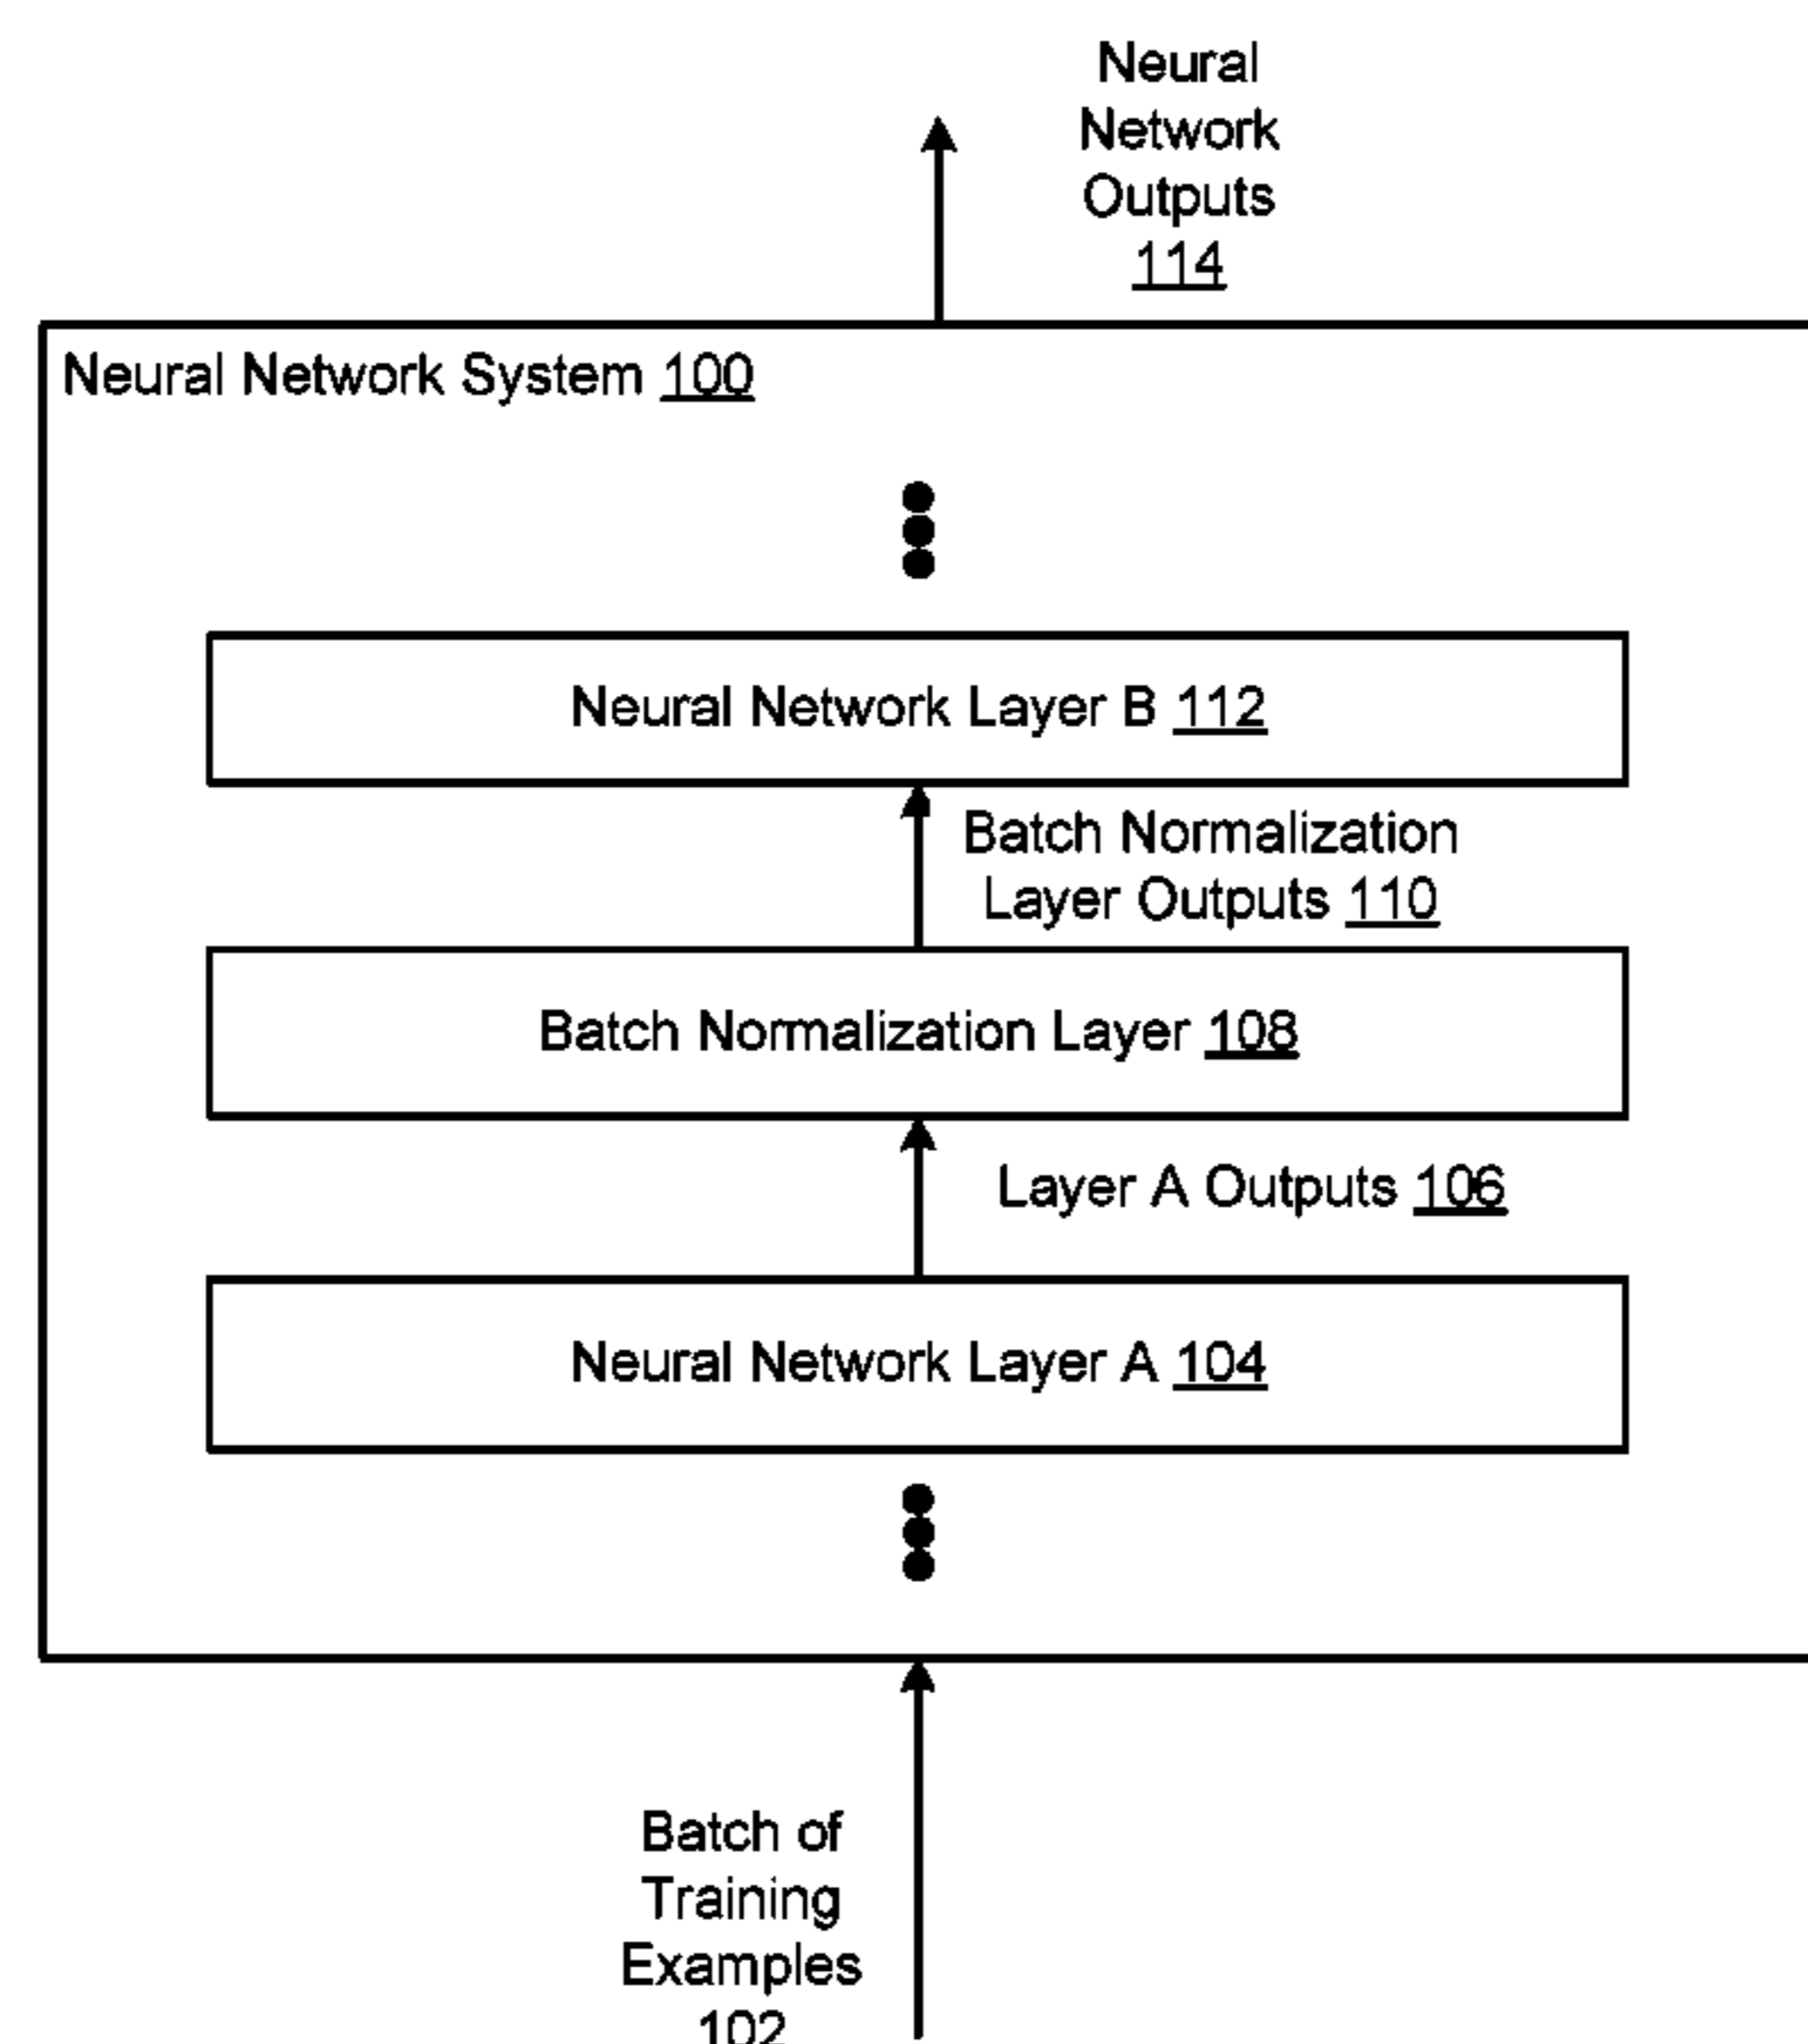 Neural
Network
Outputs
114
Neural Network System 100
Neural Network Layer B 112
Batch Normalization
Layer Outputs 110
Batch Normalization Layer 108
Layer A Outputs 106
Neural Network Layer A 104
Batch of
Training
Examples
102